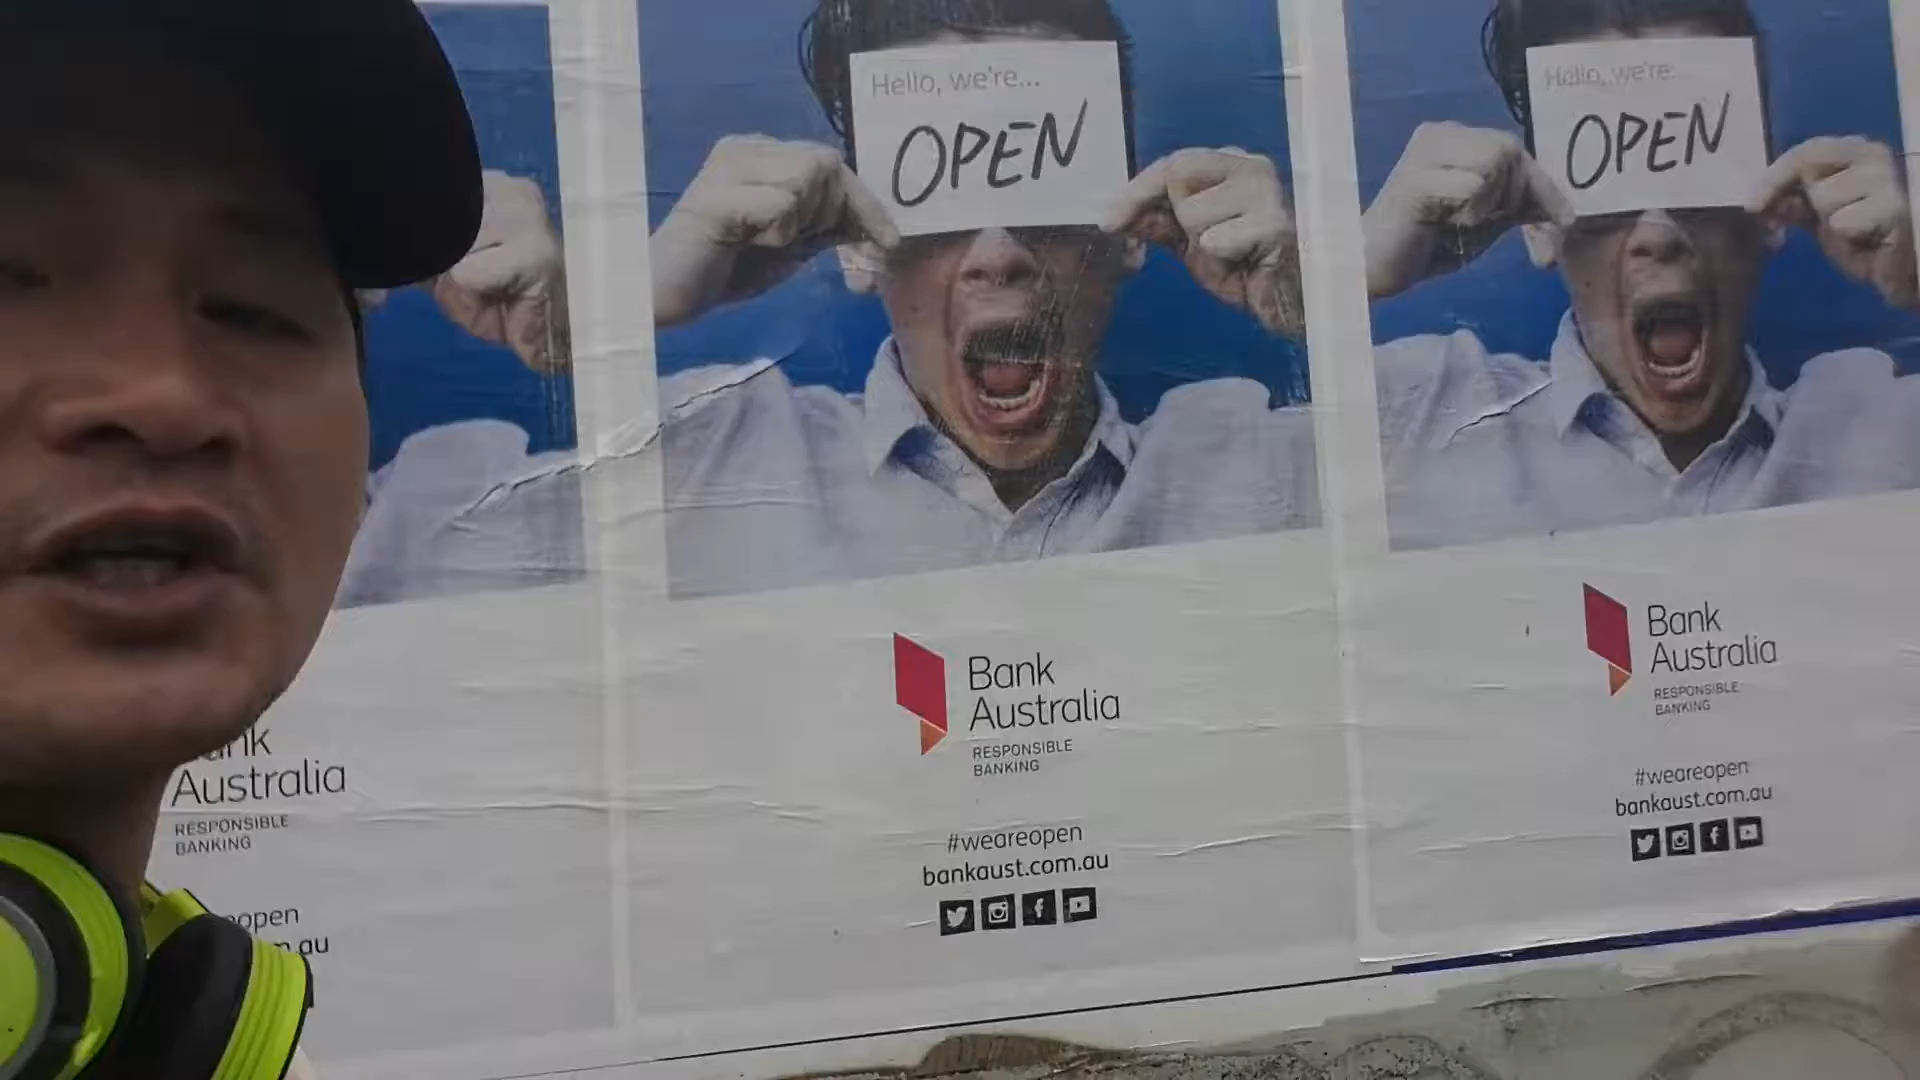 Hello, we're...
OPEN
Bank
Australia
RESPONSIBLE
BANKING
#weareopen
bankaust.com.au
Hello, we're...
OPEN
Bank
Australia
RESPONSIBLE
BANKING
#weareopen
bankaust.com.au
Australia
RESPONSIBLE
BANKING